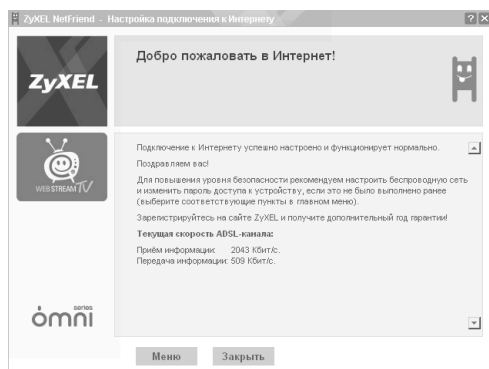 ZyXEL NetFriend - Настройка подключения к Интернету
ZyXEL
Добро пожаловать в Интернет!
WEBSTREAM TV
Подключение к Интернету успешно настроено и функционирует нормально.
Поздравляем вас!
Для повышения уровня безопасности рекомендуем настроить беспроводную сеть
и изменить пароль доступа к устройству, если это не было выполнено ранее
(выберите соответствующие пункты в главном меню).
Зарегистрируйтесь на сайте ZyXEL и получите дополнительный год гарантии!
Текущая скорость ADSL-канала:
Приём информации: 2043 Кбит/с.
Передача информации: 509 Кбит/с.
omni series
Меню Закрыть